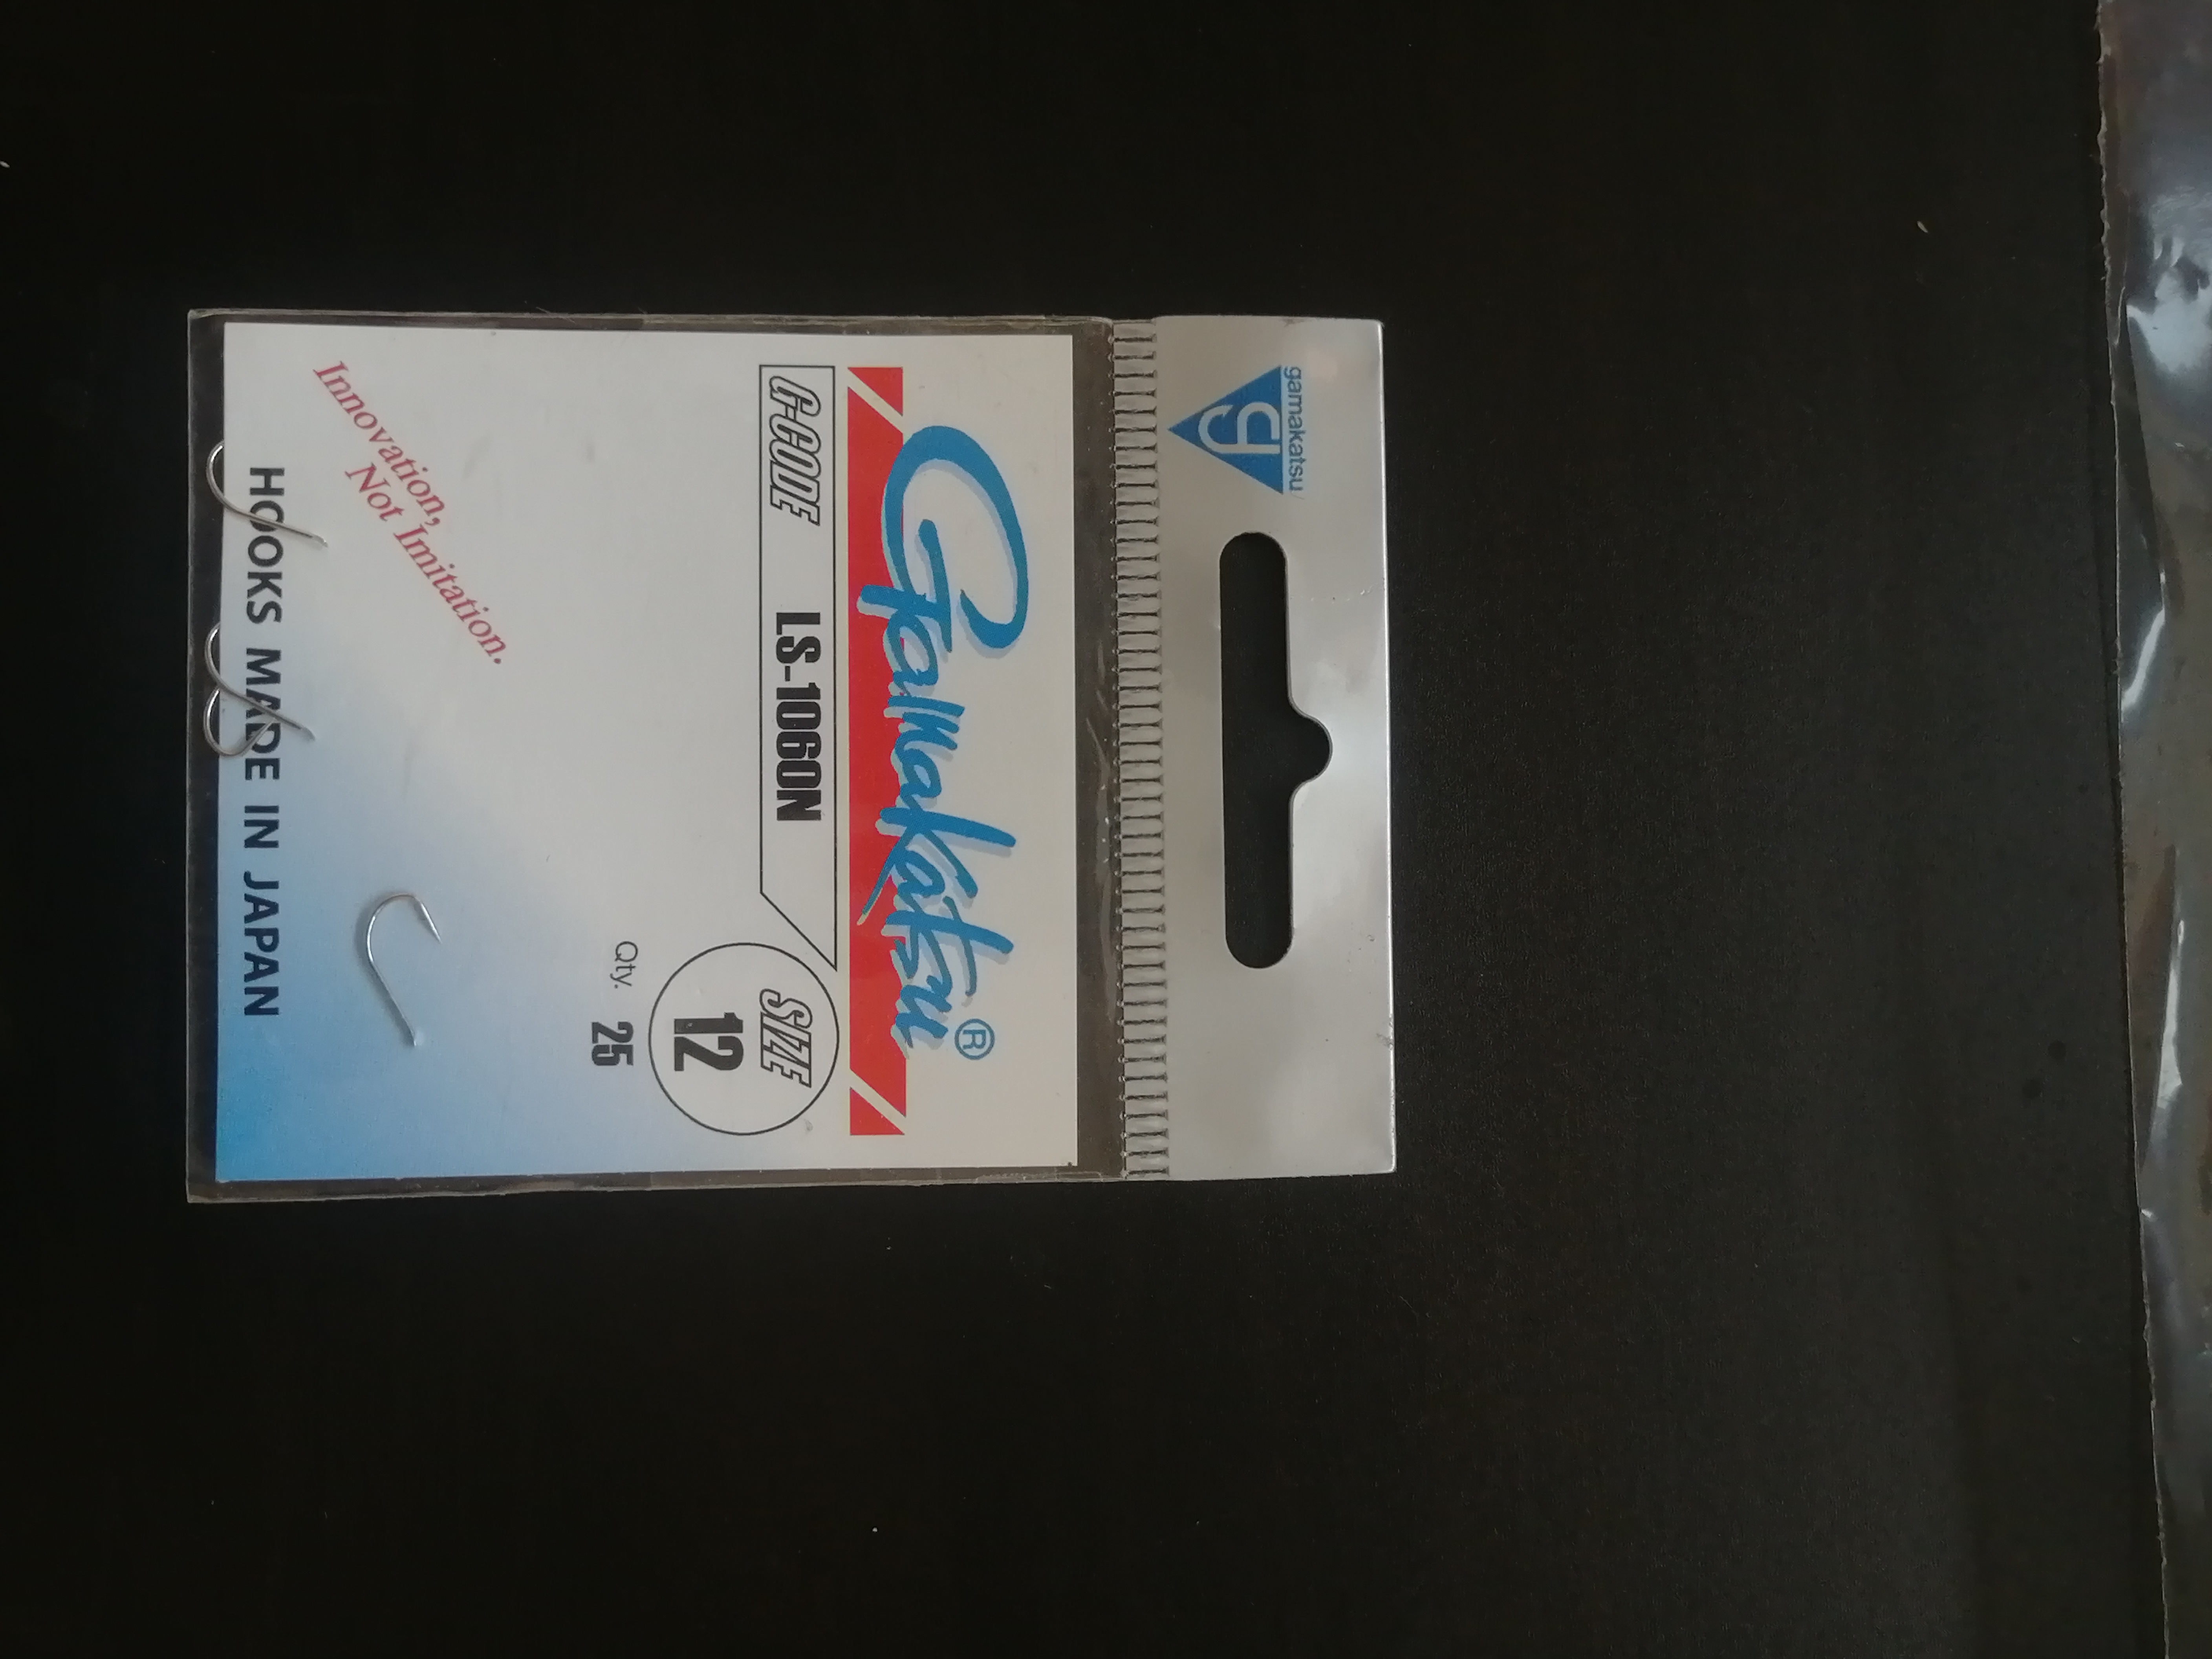 gamakatsu
Gamakatsu®
G-CODE LS-1060N
SIZE
12
Qty. 25
Innovation,
Not Imitation.
HOOKS MADE IN JAPAN